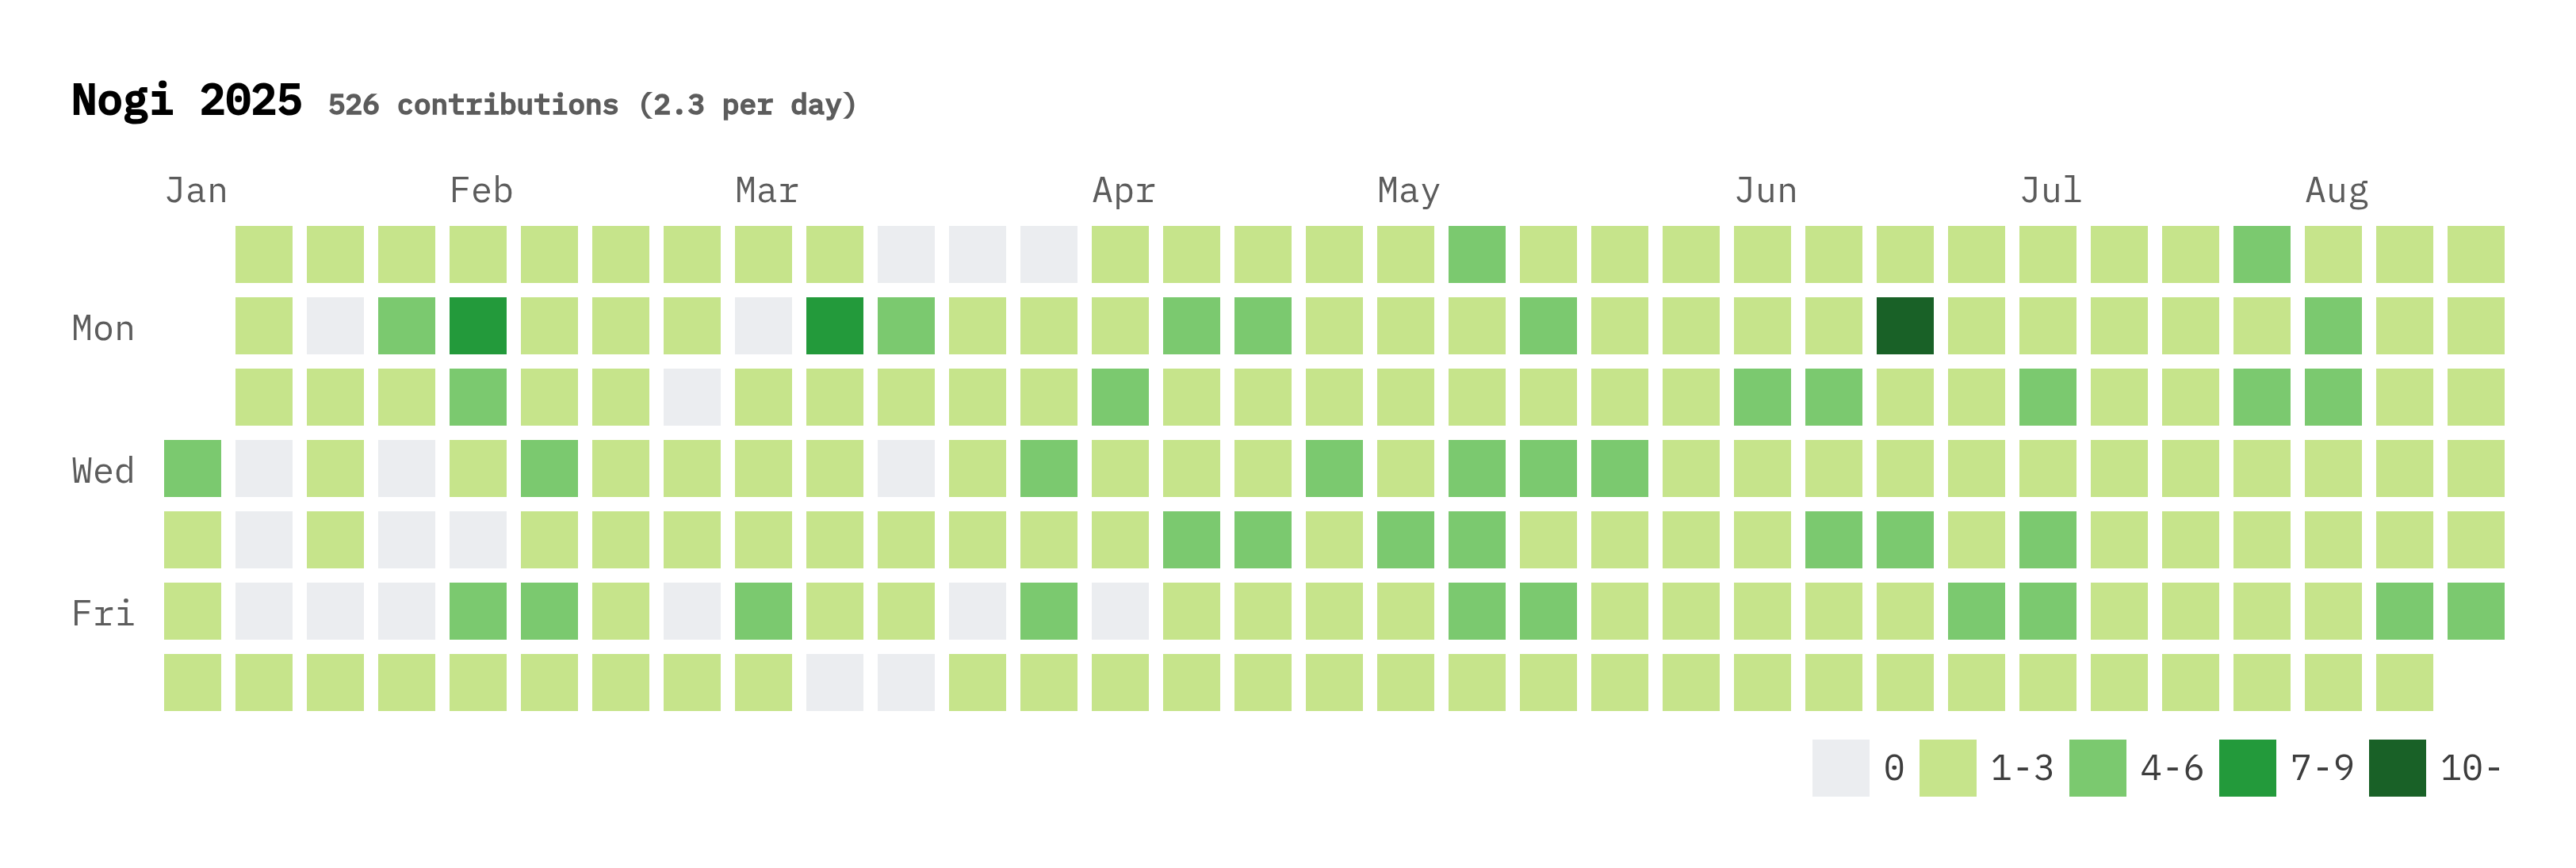 Nogi 2025 526 contributions (2.3 per day)
Jan Feb Mar Apr May Jun Jul Aug
Mon
Wed
Fri
0 1-3 4-6 7-9 10-